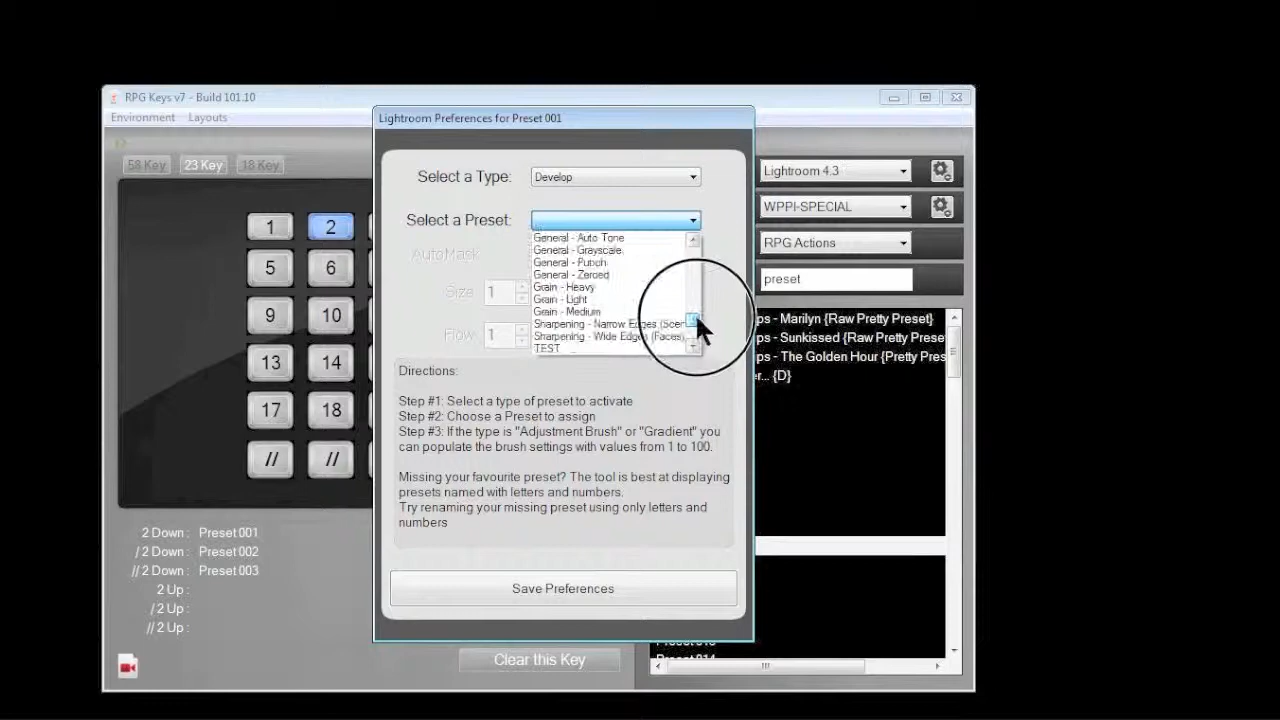 RPG Keys v7 - Build 101.10
Environment Layouts
58 Key 23 Key 18 Key
1 2
5 6
9 10
13 14
17 18
// //
2 Down : Preset 001
/ 2 Down : Preset 002
// 2 Down : Preset 003
2 Up :
/ 2 Up :
// 2 Up :
Clear this Key
Lightroom Preferences for Preset 001
Select a Type: Develop
Select a Preset:
AutoMask
Size 1
Flow 1
General - Auto Tone
General - Grayscale
General - Punch
General - Zeroed
Grain - Heavy
Grain - Light
Grain - Medium
Sharpening - Narrow Edges (Scen
Sharpening - Wide Edges (Faces)
TEST
Directions:
Step #1: Select a type of preset to activate
Step #2: Choose a Preset to assign
Step #3: If the type is "Adjustment Brush" or "Gradient" you
can populate the brush settings with values from 1 to 100.
Missing your favourite preset? The tool is best at displaying
presets named with letters and numbers.
Try renaming your missing preset using only letters and
numbers
Save Preferences
Lightroom 4.3
WPPI-SPECIAL
RPG Actions
preset
ps - Marilyn {Raw Pretty Preset}
ps - Sunkissed {Raw Pretty Preset
ps - The Golden Hour {Pretty Pres
er... {D}
Preset 014